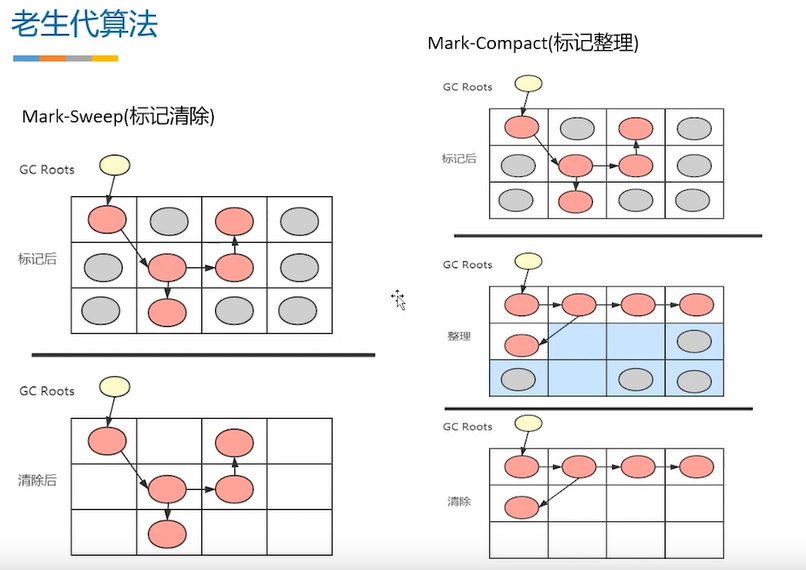 老生代算法
Mark-Sweep(标记清除)
GC Roots
标记后
GC Roots
清除后
Mark-Compact(标记整理)
GC Roots
标记后
GC Roots
整理
GC Roots
清除